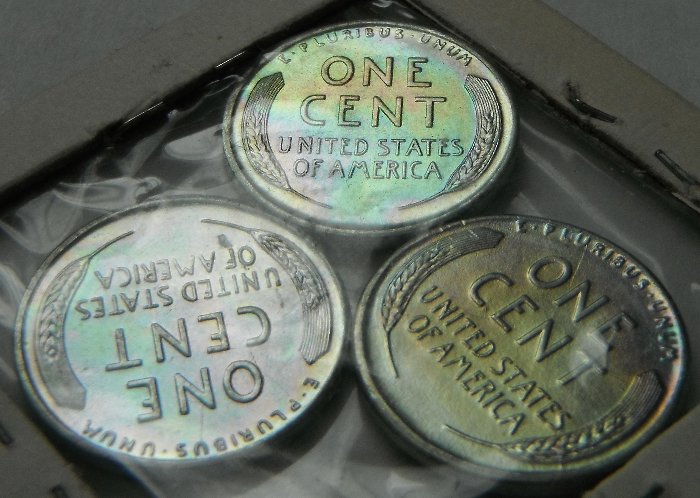 E·PLURIBUS·UNUM
ONE
CENT
UNITED STATES
OF AMERICA
E·PLURIBUS·UNUM
ONE
CENT
UNITED STATES
OF AMERICA
E·PLURIBUS·UNUM
ONE
CENT
UNITED STATES
OF AMERICA